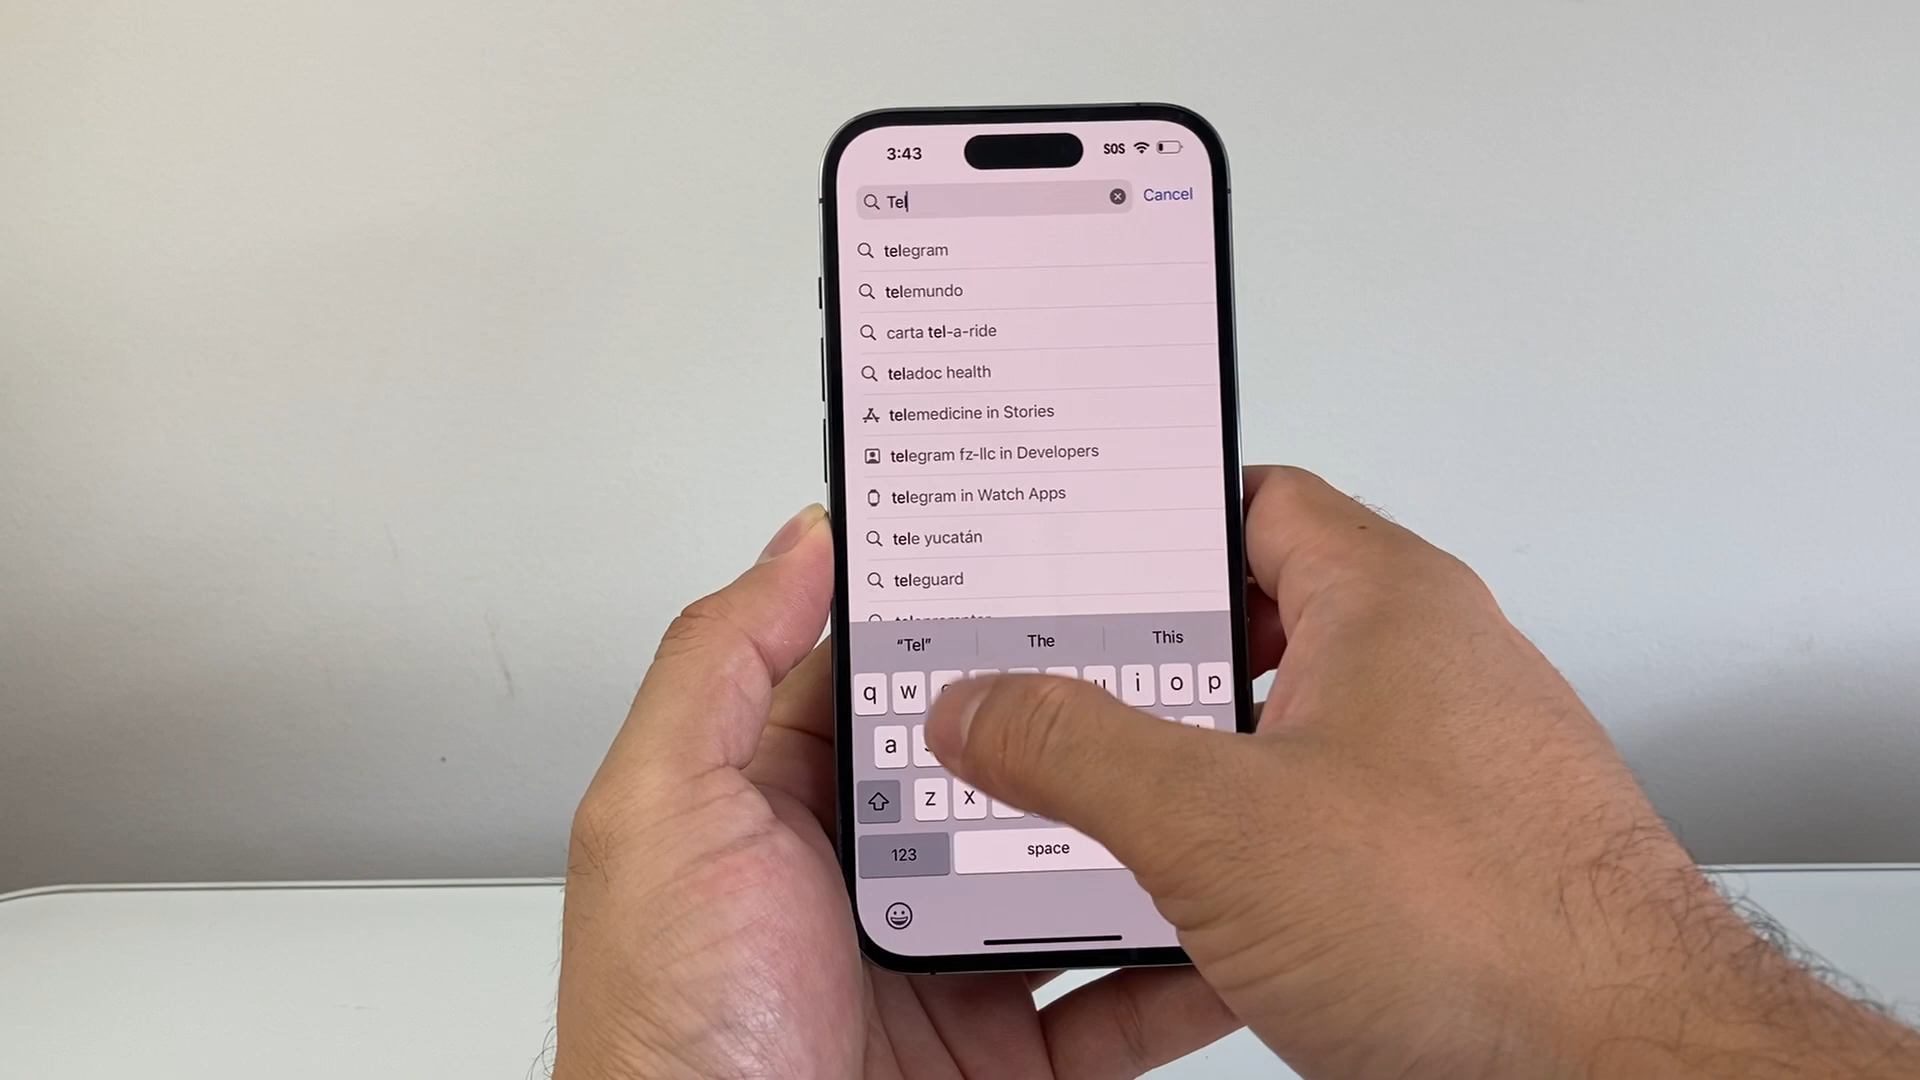 3:43 SOS
Tel Cancel
telegram
telemundo
carta tel-a-ride
teladoc health
telemedicine in Stories
telegram fz-llc in Developers
telegram in Watch Apps
tele yucatán
teleguard
“Tel” The This
q w i o p
a
z x
123 space